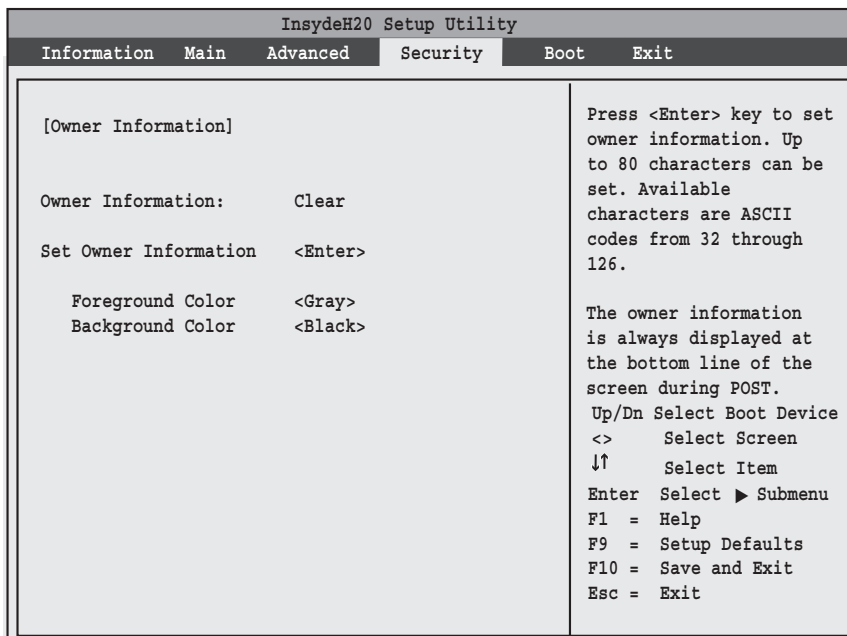 InsydeH20 Setup Utility
Information Main Advanced Security Boot Exit
[Owner Information]
Owner Information: Clear
Set Owner Information <Enter>
Foreground Color <Gray>
Background Color <Black>
Press <Enter> key to set
owner information. Up
to 80 characters can be
set. Available
characters are ASCII
codes from 32 through
126.
The owner information
is always displayed at
the bottom line of the
screen during POST.
Up/Dn Select Boot Device
<> Select Screen
↓↑ Select Item
Enter Select ▶ Submenu
F1 = Help
F9 = Setup Defaults
F10 = Save and Exit
Esc = Exit